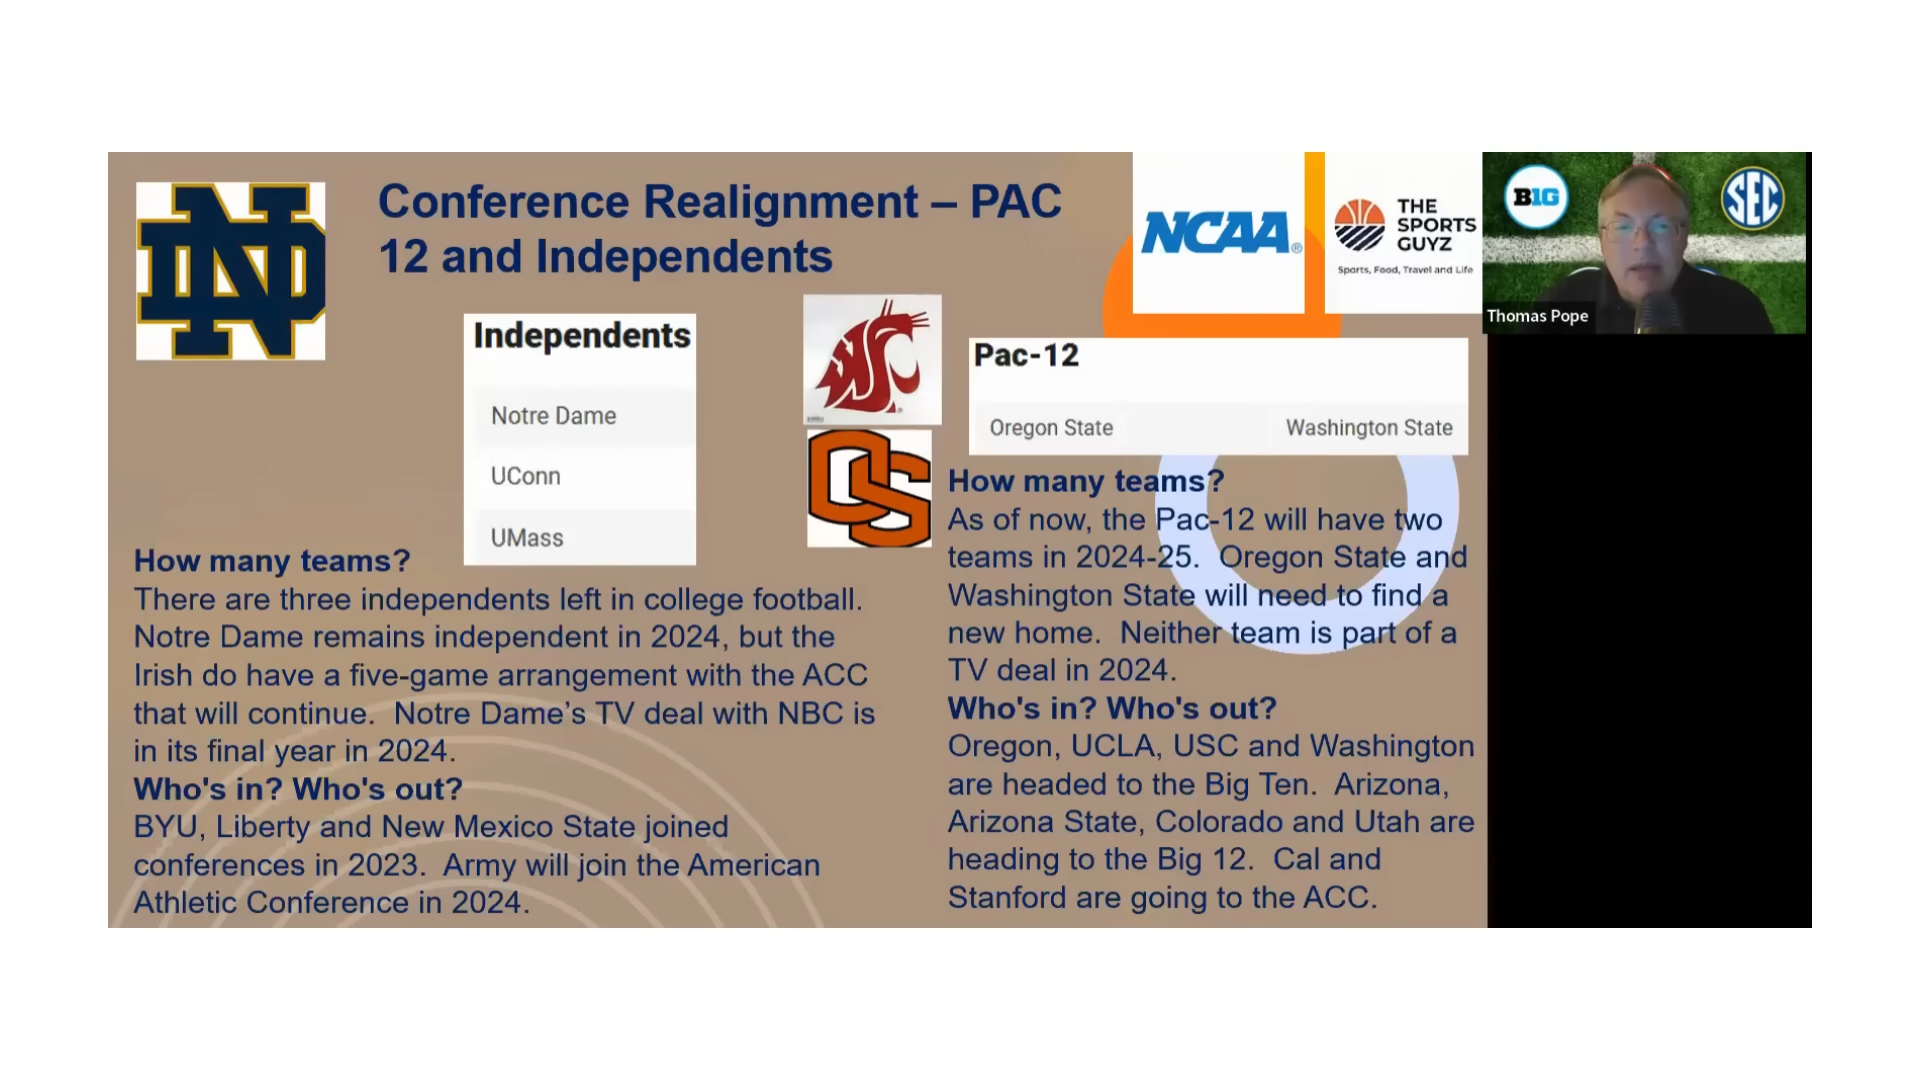 Conference Realignment – PAC
12 and Independents
NCAA®
THE
SPORTS
GUYZ
Sports, Food, Travel and Life
B1G
SEC
Thomas Pope
ND
Independents
Notre Dame
UConn
UMass
How many teams?
There are three independents left in college football.
Notre Dame remains independent in 2024, but the
Irish do have a five-game arrangement with the ACC
that will continue.  Notre Dame’s TV deal with NBC is
in its final year in 2024.
Who's in? Who's out?
BYU, Liberty and New Mexico State joined
conferences in 2023.  Army will join the American
Athletic Conference in 2024.
WSC
OS
Pac-12
Oregon State Washington State
How many teams?
As of now, the Pac-12 will have two
teams in 2024-25.  Oregon State and
Washington State will need to find a
new home.  Neither team is part of a
TV deal in 2024.
Who's in? Who's out?
Oregon, UCLA, USC and Washington
are headed to the Big Ten.  Arizona,
Arizona State, Colorado and Utah are
heading to the Big 12.  Cal and
Stanford are going to the ACC.